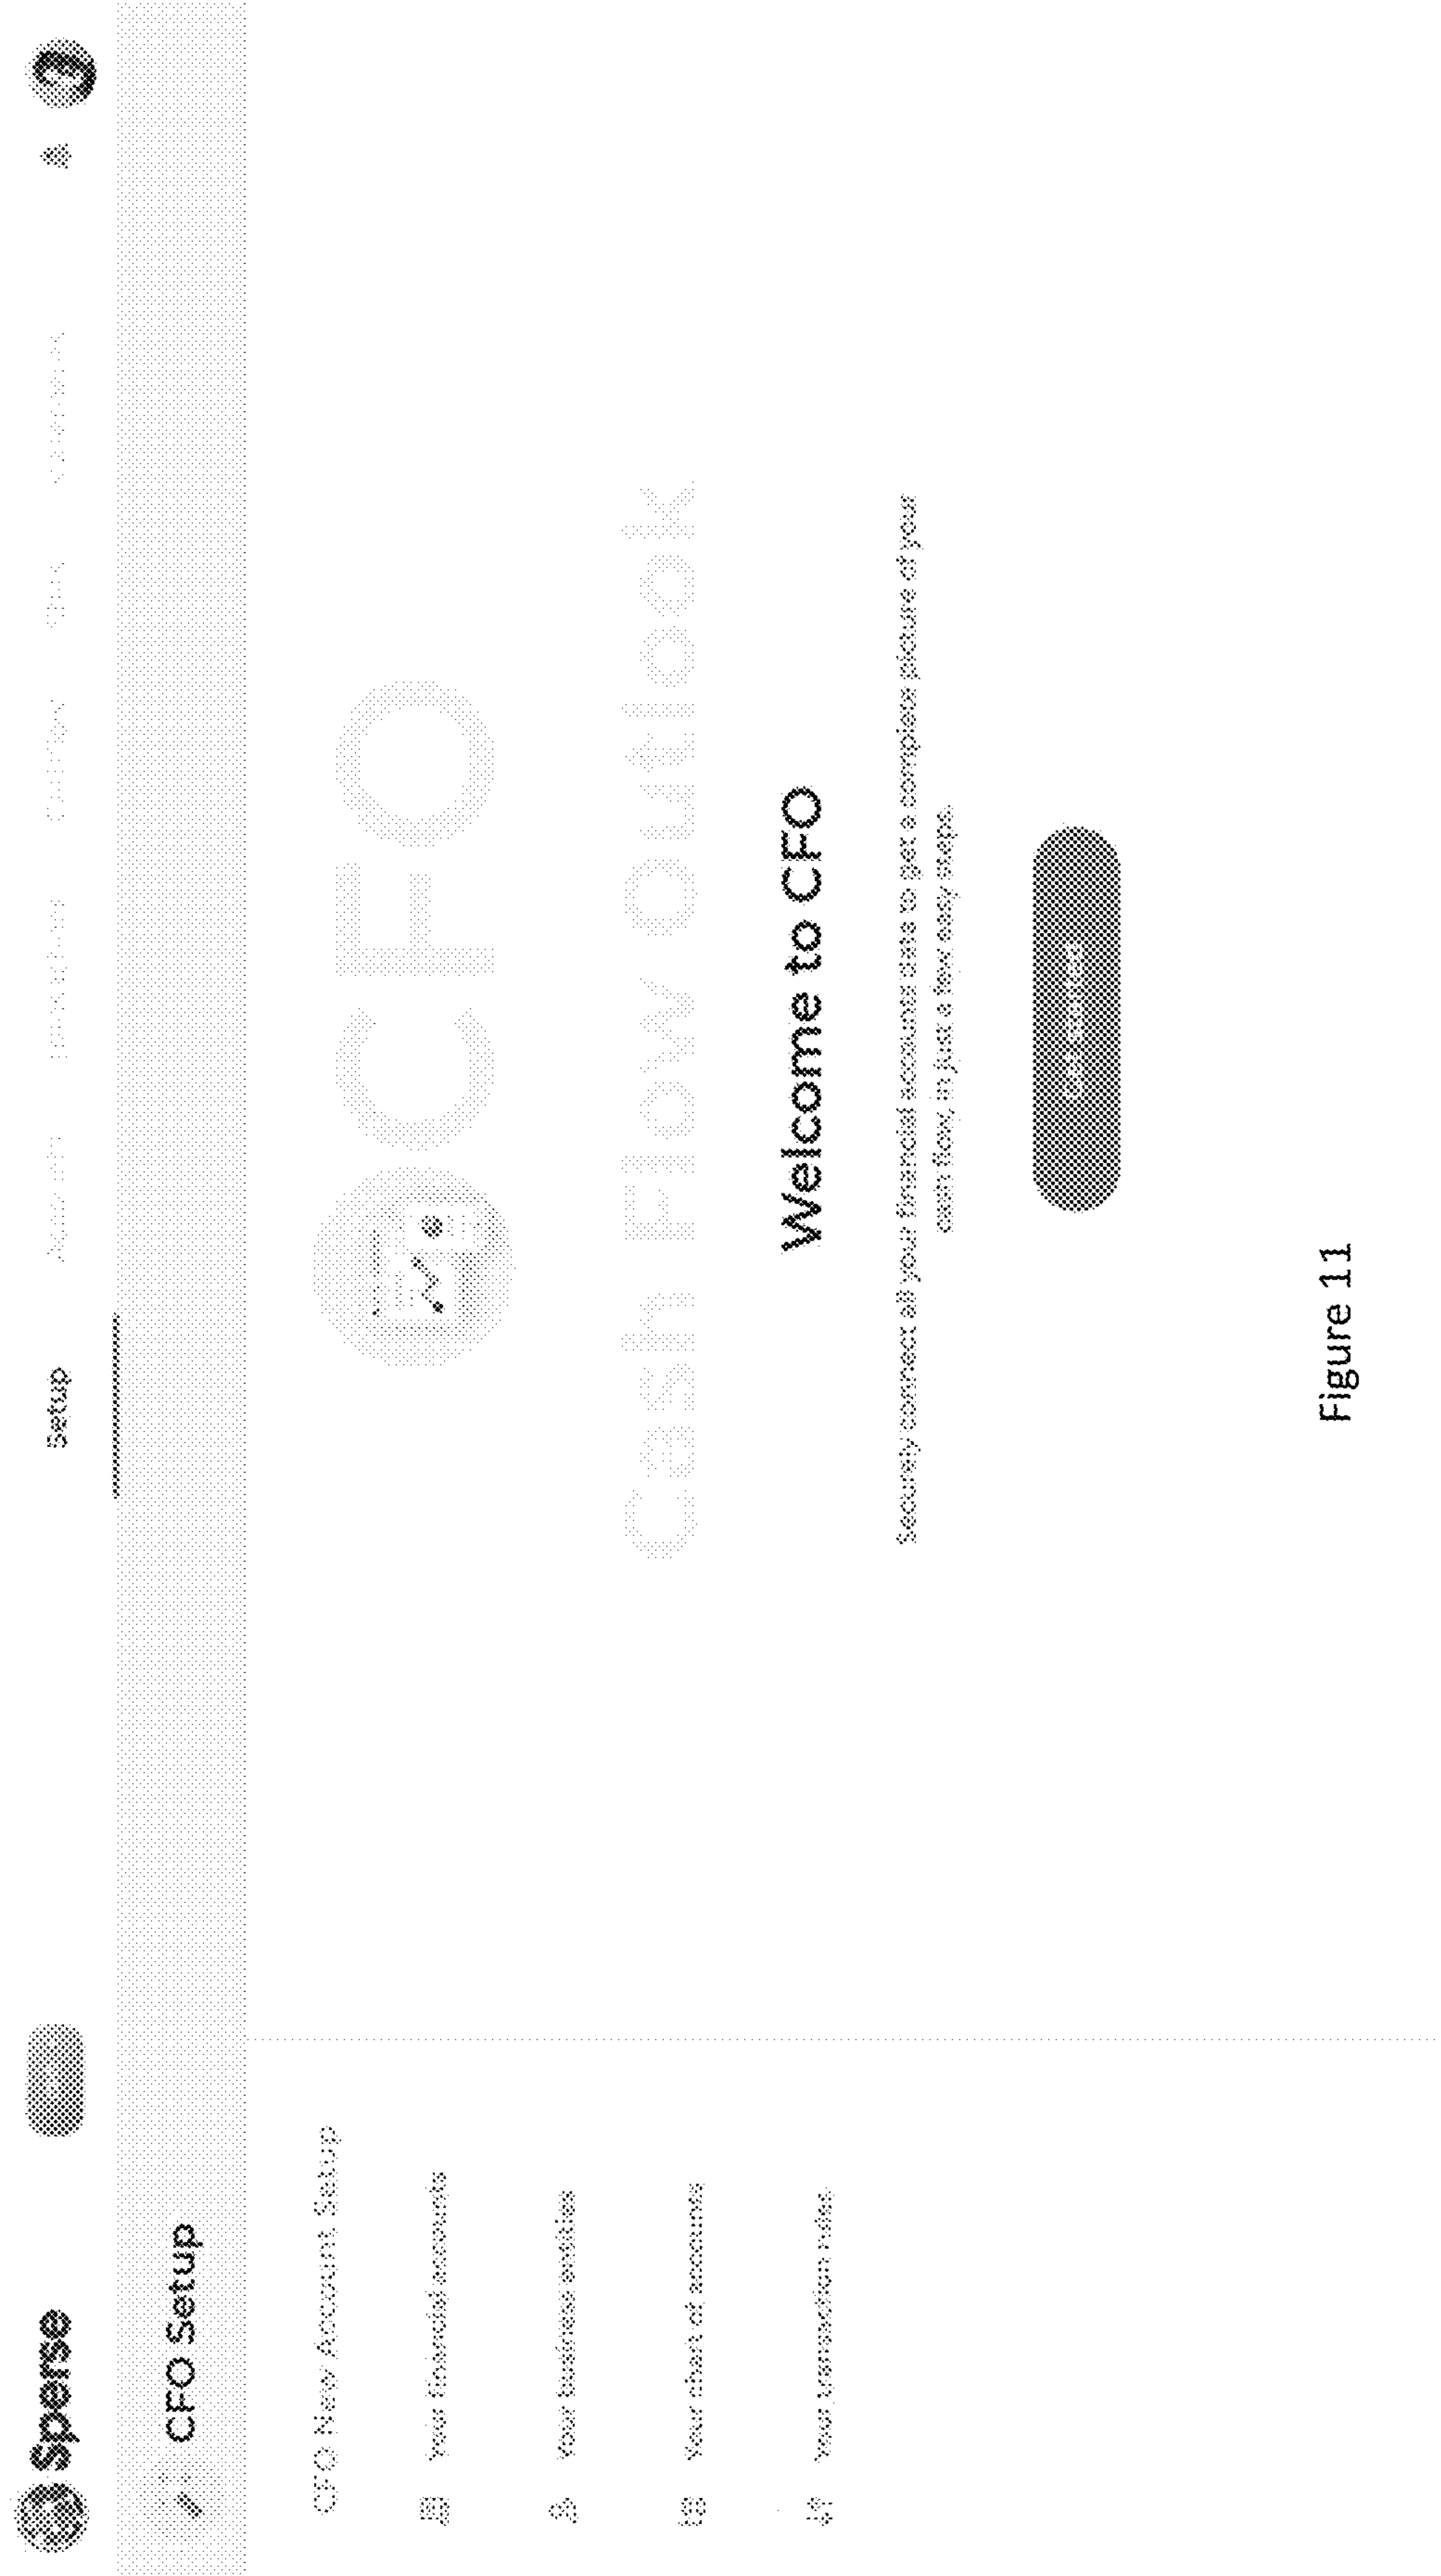 Sperse
Setup
CFO Setup
CFO New Account Setup
your financial accounts
Your business entities
Your chart of accounts
your transaction rules
CFO
Cash Flow Outlook
Welcome to CFO
Securely connect all your financial accounts data to get a complete picture of your
cash flow, in just a few easy steps.
Figure 11